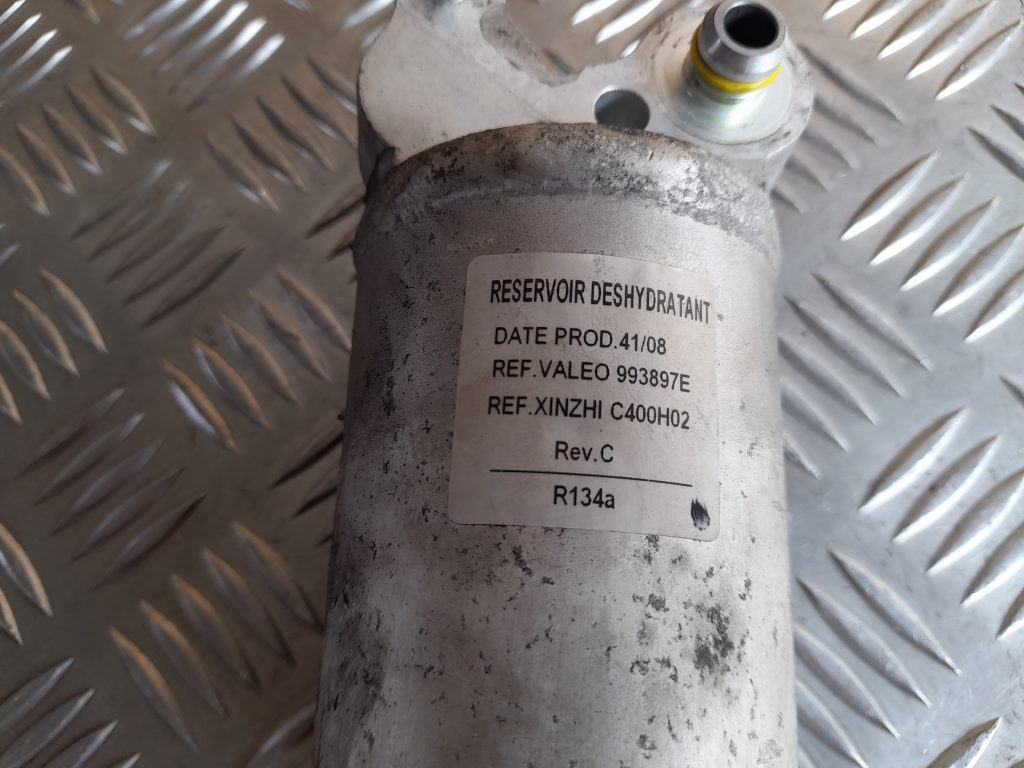 RESERVOIR DESHYDRATANT
DATE PROD.41/08
REF.VALEO 993897E
REF.XINZHI C400H02
Rev.C
R134a